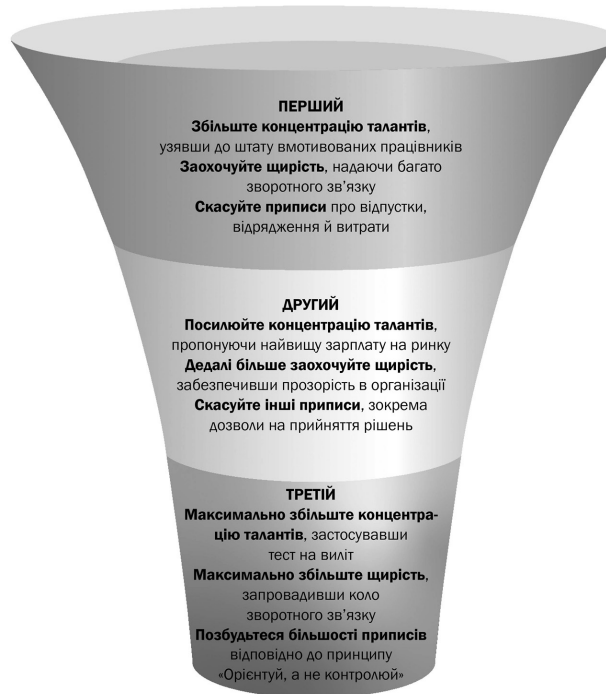 ПЕРШИЙ
Збільште концентрацію талантів,
узявши до штату вмотивованих працівників
Заохочуйте щирість, надаючи багато
зворотного зв’язку
Скасуйте приписи про відпустки,
відрядження й витрати
ДРУГИЙ
Посилюйте концентрацію талантів,
пропонуючи найвищу зарплату на ринку
Дедалі більше заохочуйте щирість,
забезпечивши прозорість в організації
Скасуйте інші приписи, зокрема
дозволи на прийняття рішень
ТРЕТІЙ
Максимально збільште концентра-
цію талантів, застосувавши
тест на виліт
Максимально збільште щирість,
запровадивши коло
зворотного зв’язку
Позбудьтеся більшості приписів
відповідно до принципу
«Орієнтуй, а не контролюй»